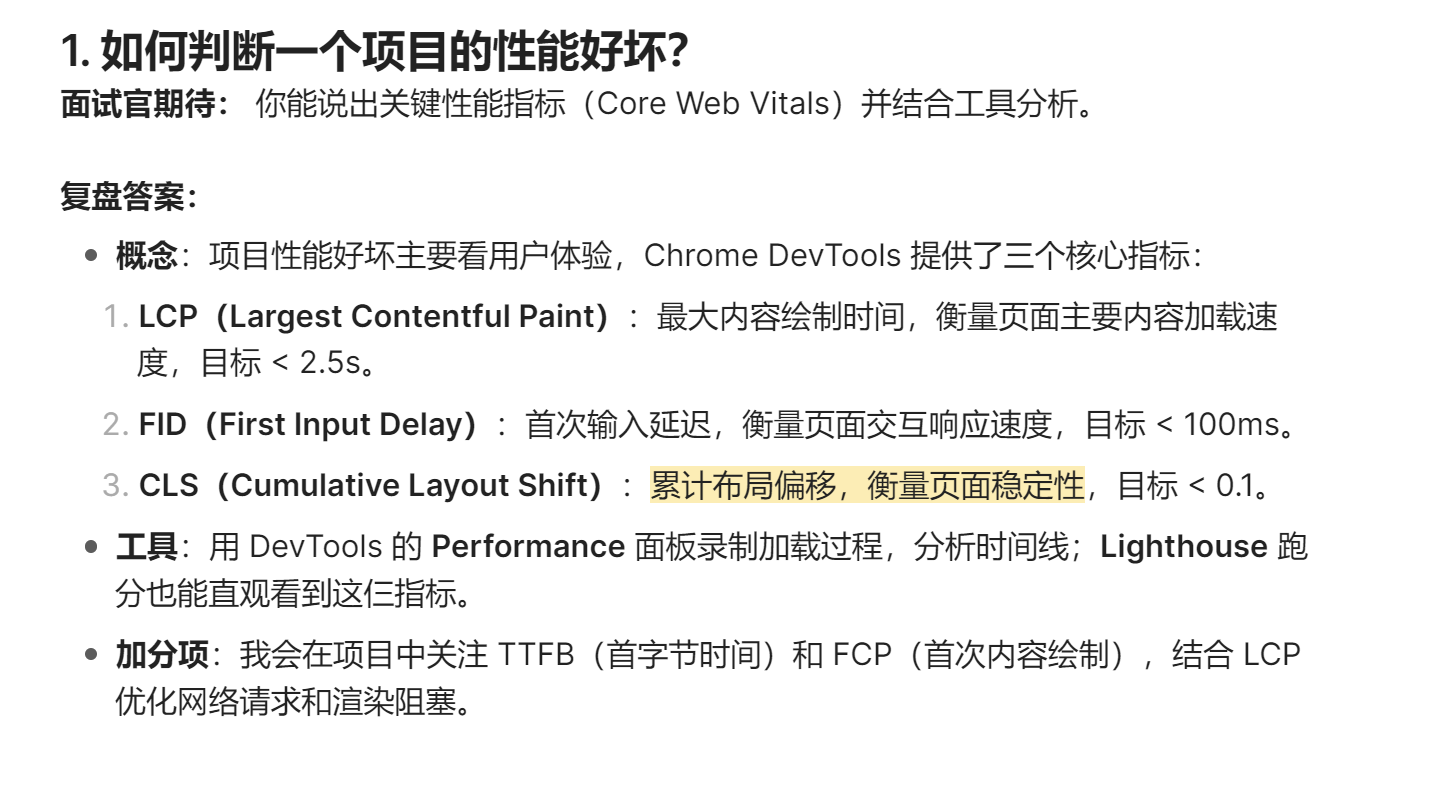 1. 如何判断一个项目的性能好坏？
面试官期待： 你能说出关键性能指标（Core Web Vitals）并结合工具分析。
复盘答案：
• 概念：项目性能好坏主要看用户体验，Chrome DevTools 提供了三个核心指标：
1. LCP（Largest Contentful Paint）：最大内容绘制时间，衡量页面主要内容加载速
度，目标 < 2.5s。
2. FID（First Input Delay）：首次输入延迟，衡量页面交互响应速度，目标 < 100ms。
3. CLS（Cumulative Layout Shift）：累计布局偏移，衡量页面稳定性，目标 < 0.1。
• 工具：用 DevTools 的 Performance 面板录制加载过程，分析时间线；Lighthouse 跑
分也能直观看到这仨指标。
• 加分项：我会在项目中关注 TTFB（首字节时间）和 FCP（首次内容绘制），结合 LCP
优化网络请求和渲染阻塞。